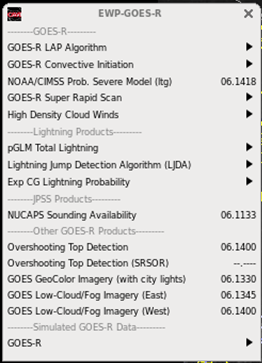 EWP-GOES-R
--------GOES-R--------
GOES-R LAP Algorithm
GOES-R Convective Initiation
NOAA/CIMSS Prob. Severe Model (ltg) 06.1418
GOES-R Super Rapid Scan
High Density Cloud Winds
--------Lightning Products---------
pGLM Total Lightning
Lightning Jump Detection Algorithm (LJDA)
Exp CG Lightning Probability
--------JPSS Products---------
NUCAPS Sounding Availability 06.1133
--------Other GOES-R Products---------
Overshooting Top Detection 06.1400
Overshooting Top Detection (SRSOR) --.----
GOES GeoColor Imagery (with city lights) 06.1330
GOES Low-Cloud/Fog Imagery (East) 06.1345
GOES Low-Cloud/Fog Imagery (West) 06.1400
--------Simulated GOES-R Data---------
GOES-R